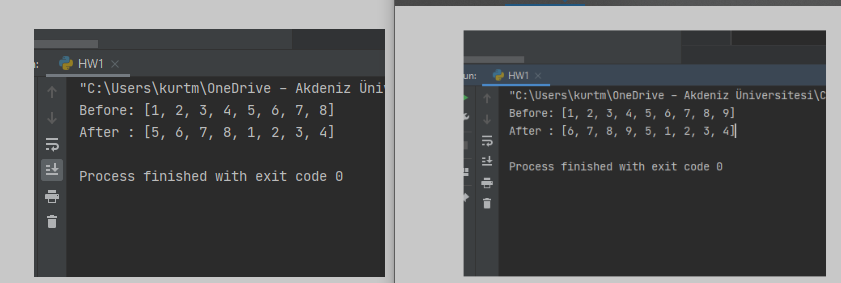 n:
HW1
"C:\Users\kurtm\OneDrive – Akdeniz Üni
Before: [1, 2, 3, 4, 5, 6, 7, 8]
After : [5, 6, 7, 8, 1, 2, 3, 4]
Process finished with exit code 0
un:
HW1
"C:\Users\kurtm\OneDrive – Akdeniz Üniversitesi\C
Before: [1, 2, 3, 4, 5, 6, 7, 8, 9]
After : [6, 7, 8, 9, 5, 1, 2, 3, 4]
Process finished with exit code 0